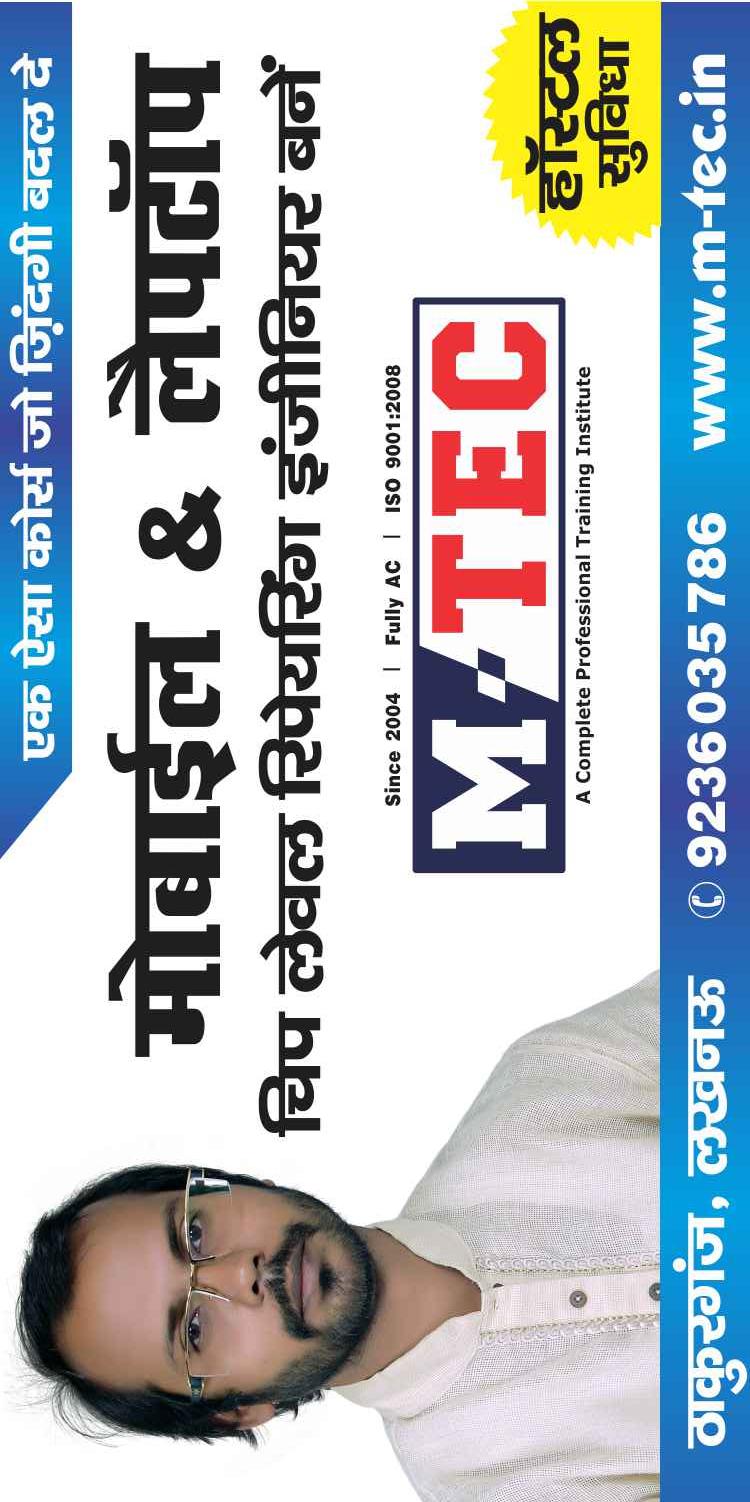 एक ऐसा कोर्स जो ज़िंदगी बदल दे
मोबाईल & लैपटॉप
चिप लेवल रिपेयरिंग इंजीनियर बनें
Since 2004 | Fully AC | ISO 9001:2008
M-TEC
A Complete Professional Training Institute
हॉस्टल
सुविधा
ठाकुरगंज, लखनऊ 9236035786 www.m-tec.in